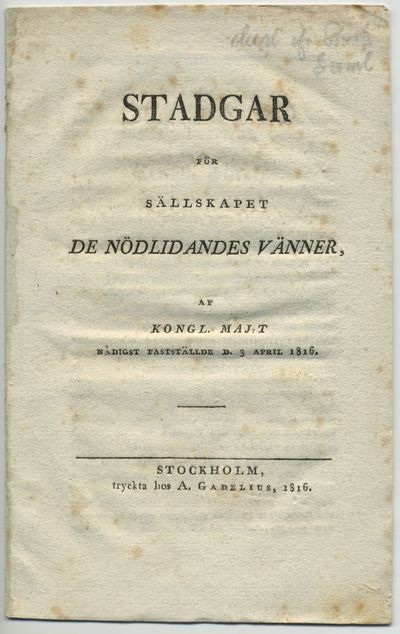 STADGAR
FÖR
SÄLLSKAPET
DE NÖDLIDANDES VÄNNER,
AF
KONGL. MAJ:T
NÅDIGST FASTSTÄLLDE D. 3 APRIL 1816.
STOCKHOLM,
tryckta hos A. GADELIUS, 1816.